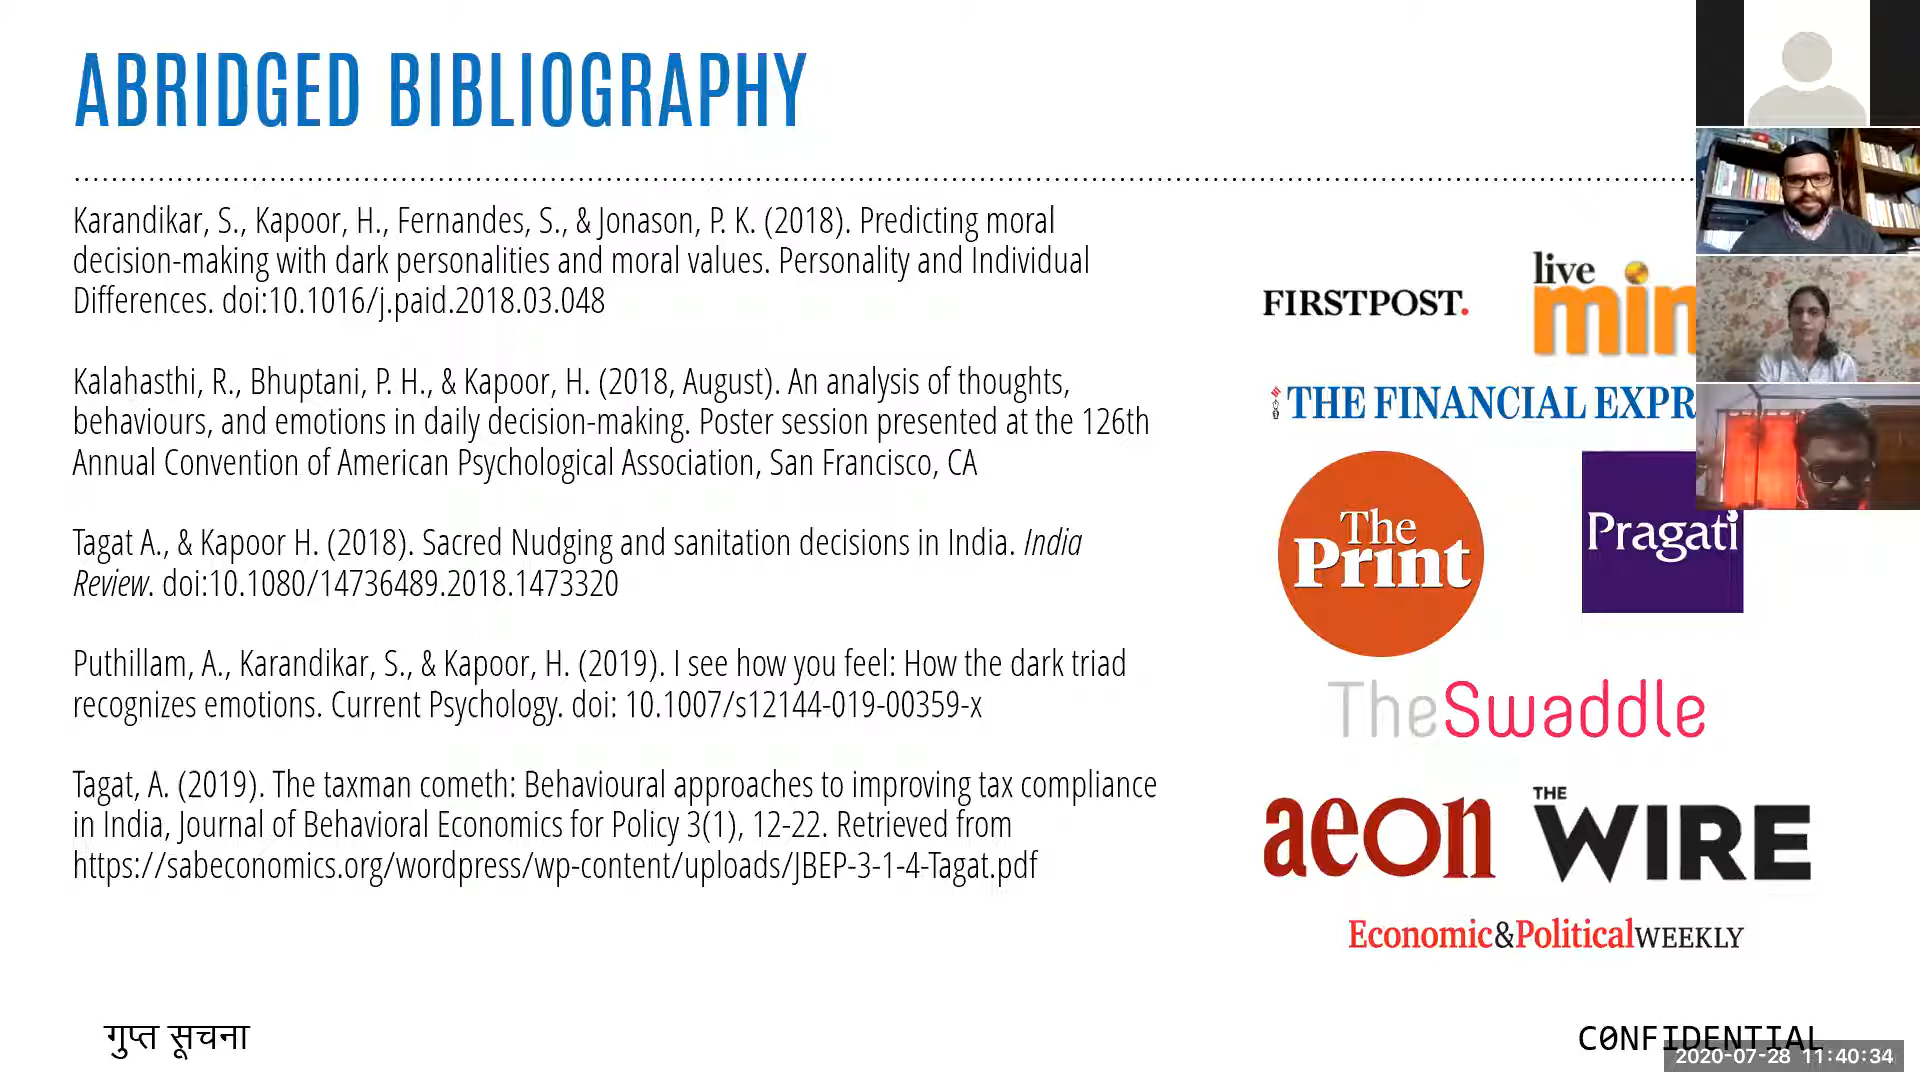 ABRIDGED BIBLIOGRAPHY
Karandikar, S., Kapoor, H., Fernandes, S., & Jonason, P. K. (2018). Predicting moral
decision-making with dark personalities and moral values. Personality and Individual
Differences. doi:10.1016/j.paid.2018.03.048
Kalahasthi, R., Bhuptani, P. H., & Kapoor, H. (2018, August). An analysis of thoughts,
behaviours, and emotions in daily decision-making. Poster session presented at the 126th
Annual Convention of American Psychological Association, San Francisco, CA
Tagat A., & Kapoor H. (2018). Sacred Nudging and sanitation decisions in India. India
Review. doi:10.1080/14736489.2018.1473320
Puthillam, A., Karandikar, S., & Kapoor, H. (2019). I see how you feel: How the dark triad
recognizes emotions. Current Psychology. doi: 10.1007/s12144-019-00359-x
Tagat, A. (2019). The taxman cometh: Behavioural approaches to improving tax compliance
in India, Journal of Behavioral Economics for Policy 3(1), 12-22. Retrieved from
https://sabeconomics.org/wordpress/wp-content/uploads/JBEP-3-1-4-Tagat.pdf
FIRSTPOST.
live
min
THE FINANCIAL EXPR
The
Print
Pragati
TheSwaddle
aeon
THE
WIRE
Economic&PoliticalWEEKLY
गुप्त सूचना
CONFIDENTIAL
2020-07-28 11:40:34